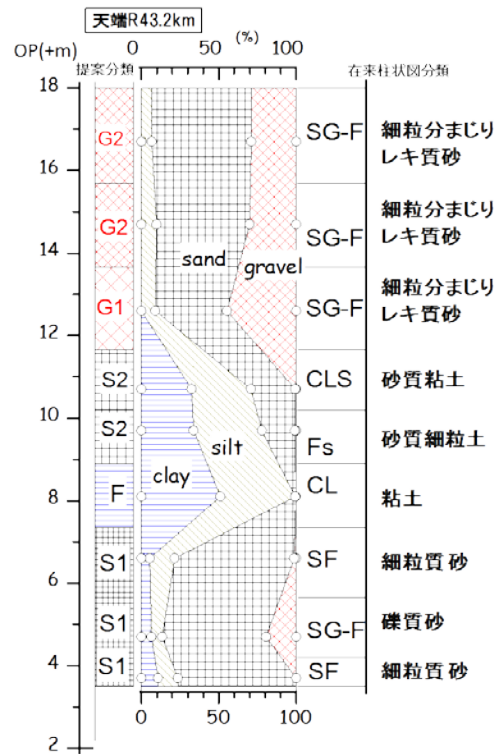 天端R43.2km
0 50 (%) 100
OP(+m)
提案分類
在来柱状図分類
18
G2
SG-F
細粒分まじり
レキ質砂
16
G2
SG-F
細粒分まじり
レキ質砂
sand
gravel
14
G1
SG-F
細粒分まじり
レキ質砂
12
S2
CLS
砂質粘土
10
S2
Fs
砂質細粒土
silt
clay
F
CL
粘土
8
S1
SF
細粒質砂
6
S1
SG-F
礫質砂
4
S1
SF
細粒質砂
0 50 100
2